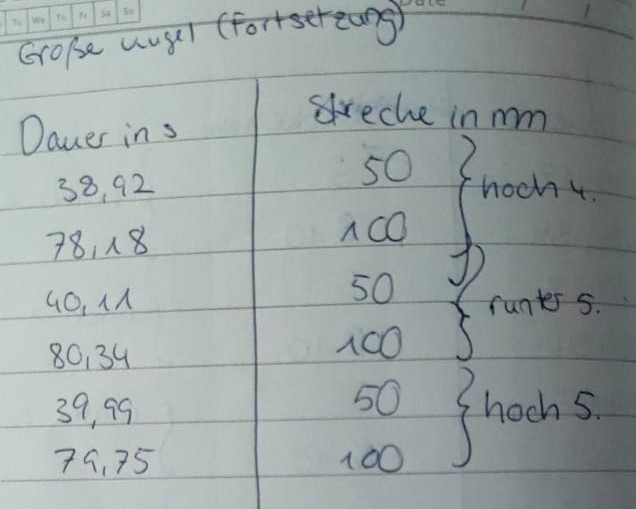 Tu We Th Fr Sa Su
Date
Große Kugel (Fortsetzung)
Dauer in s Strecke in mm
38,92 50 hoch 4.
78,18 100
40,11 50 runter 5.
80,34 100
39,99 50 hoch 5.
79,75 100